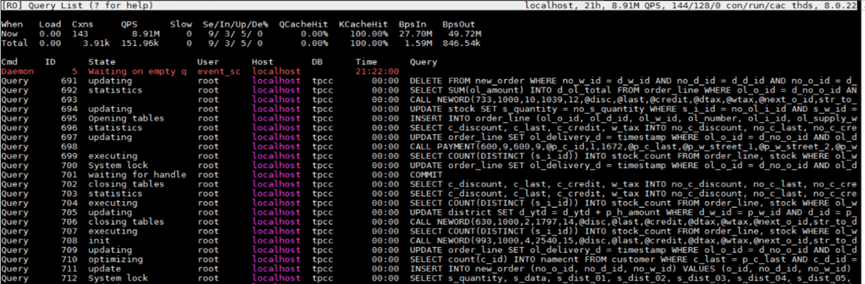 [RO] Query List (? for help) localhost, 21h, 8.91M QPS, 144/128/0 con/run/cac thds, 8.0.22
When Load Cxns QPS Slow Se/In/Up/De% QCacheHit KCacheHit BpsIn BpsOut
Now 0.00 143 8.91M 0 9/ 3/ 5/ 0 0.00% 100.00% 27.70M 49.72M
Total 0.00 3.91k 151.96k 0 9/ 3/ 5/ 0 0.00% 100.00% 1.59M 846.54k
Cmd ID State User Host DB Time Query
Daemon 5 Waiting on empty q event_sc localhost 21:22:00
Query 691 updating root localhost tpcc 00:00 DELETE FROM new_order WHERE no_w_id = d_w_id AND no_d_id = d_d_id AND no_o_id = d_
Query 692 statistics root localhost tpcc 00:00 SELECT SUM(ol_amount) INTO d_ol_total FROM order_line WHERE ol_o_id = d_no_o_id AN
Query 693 root localhost tpcc 00:00 CALL NEWORD(733,1000,10,1039,12,@disc,@last,@credit,@dtax,@wtax,@next_o_id,str_to_
Query 694 updating root localhost tpcc 00:00 UPDATE stock SET s_quantity = no_s_quantity WHERE s_i_id = no_ol_i_id AND s_w_id =
Query 695 Opening tables root localhost tpcc 00:00 INSERT INTO order_line (ol_o_id, ol_d_id, ol_w_id, ol_number, ol_i_id, ol_supply_w
Query 696 statistics root localhost tpcc 00:00 SELECT c_discount, c_last, c_credit, w_tax INTO no_c_discount, no_c_last, no_c_cre
Query 697 updating root localhost tpcc 00:00 UPDATE order_line SET ol_delivery_d = timestamp WHERE ol_o_id = d_no_o_id AND ol_d
Query 698 root localhost tpcc 00:00 CALL PAYMENT(600,9,600,9,@p_c_id,1,1672,@p_c_last,@p_w_street_1,@p_w_street_2,@p_w
Query 699 executing root localhost tpcc 00:00 SELECT COUNT(DISTINCT (s_i_id)) INTO stock_count FROM order_line, stock WHERE ol_w
Query 700 System lock root localhost tpcc 00:00 UPDATE order_line SET ol_delivery_d = timestamp WHERE ol_o_id = d_no_o_id AND ol_d
Query 701 waiting for handle root localhost tpcc 00:00 COMMIT
Query 702 closing tables root localhost tpcc 00:00 SELECT c_discount, c_last, c_credit, w_tax INTO no_c_discount, no_c_last, no_c_cre
Query 703 statistics root localhost tpcc 00:00 SELECT c_discount, c_last, c_credit, w_tax INTO no_c_discount, no_c_last, no_c_cre
Query 704 executing root localhost tpcc 00:00 SELECT COUNT(DISTINCT (s_i_id)) INTO stock_count FROM order_line, stock WHERE ol_w
Query 705 updating root localhost tpcc 00:00 UPDATE district SET d_ytd = d_ytd + p_h_amount WHERE d_w_id = p_w_id AND d_id = p_
Query 706 closing tables root localhost tpcc 00:00 CALL NEWORD(630,1000,2,1797,14,@disc,@last,@credit,@dtax,@wtax,@next_o_id,str_to_d
Query 707 executing root localhost tpcc 00:00 SELECT COUNT(DISTINCT (s_i_id)) INTO stock_count FROM order_line, stock WHERE ol_w
Query 708 init root localhost tpcc 00:00 CALL NEWORD(993,1000,4,2540,15,@disc,@last,@credit,@dtax,@wtax,@next_o_id,str_to_d
Query 709 updating root localhost tpcc 00:00 UPDATE order_line SET ol_delivery_d = timestamp WHERE ol_o_id = d_no_o_id AND ol_d
Query 710 optimizing root localhost tpcc 00:00 SELECT count(c_id) INTO namecnt FROM customer WHERE c_last = p_c_last AND c_d_id =
Query 711 update root localhost tpcc 00:00 INSERT INTO new_order (no_o_id, no_d_id, no_w_id) VALUES (o_id, no_d_id, no_w_id)
Query 712 System lock root localhost tpcc 00:00 SELECT s_quantity, s_data, s_dist_01, s_dist_02, s_dist_03, s_dist_04, s_dist_05,